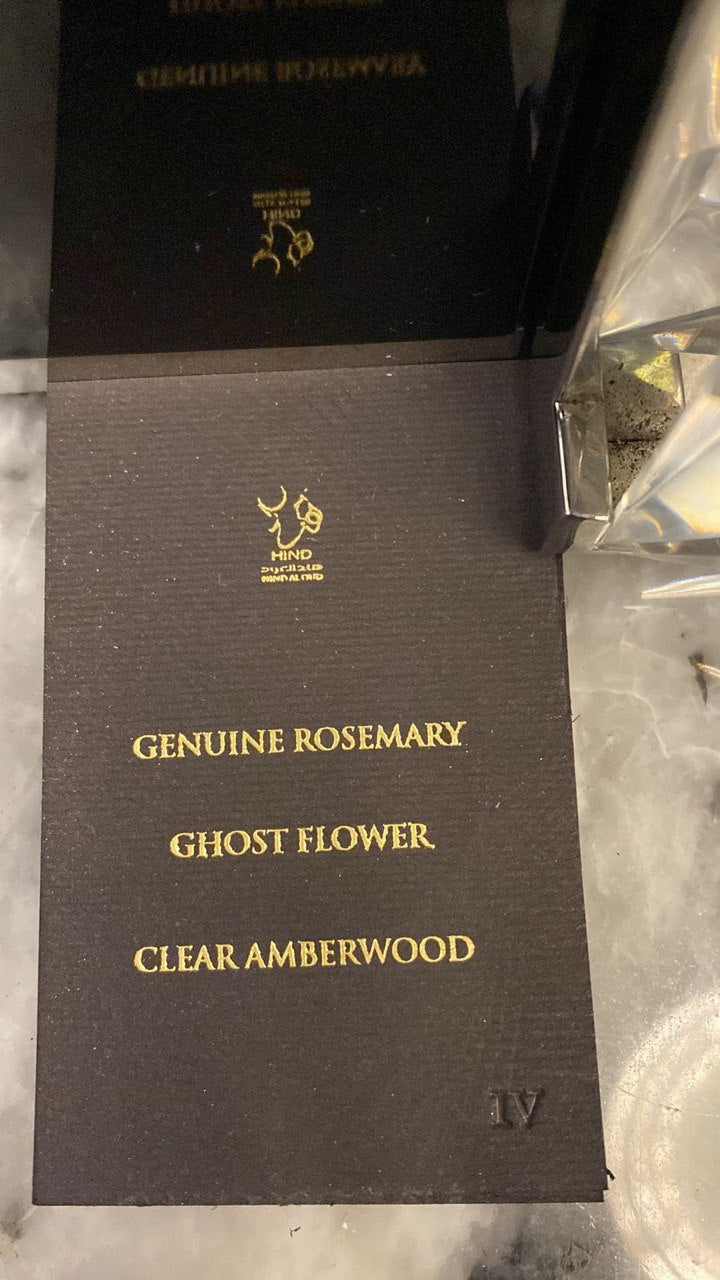 HIND
هند العود
HIND AL OUD
GENUINE ROSEMARY
GHOST FLOWER
CLEAR AMBERWOOD
IV